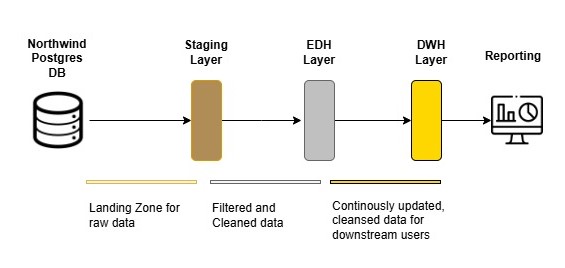 Northwind
Postgres
DB
Staging
Layer
EDH
Layer
DWH
Layer
Reporting
Landing Zone for
raw data
Filtered and
Cleaned data
Continously updated,
cleansed data for
downstream users